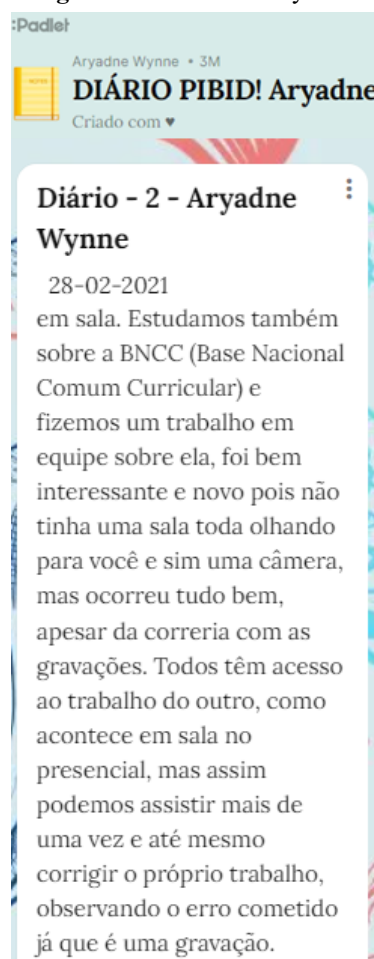 :Padlet
Aryadne Wynne • 3M
DIÁRIO PIBID! Aryadne
Criado com ♥
Diário - 2 - Aryadne
Wynne
28-02-2021
em sala. Estudamos também
sobre a BNCC (Base Nacional
Comum Curricular) e
fizemos um trabalho em
equipe sobre ela, foi bem
interessante e novo pois não
tinha uma sala toda olhando
para você e sim uma câmera,
mas ocorreu tudo bem,
apesar da correria com as
gravações. Todos têm acesso
ao trabalho do outro, como
acontece em sala no
presencial, mas assim
podemos assistir mais de
uma vez e até mesmo
corrigir o próprio trabalho,
observando o erro cometido
já que é uma gravação.